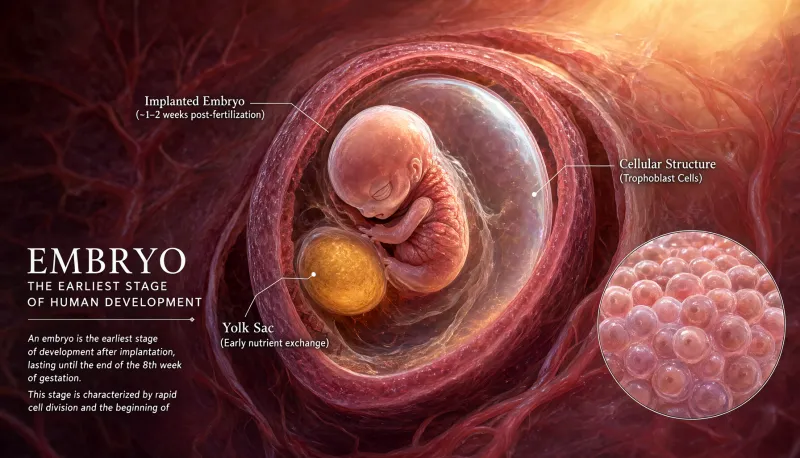 Implanted Embryo
(~1–2 weeks post-fertilization)
Cellular Structure
(Trophoblast Cells)
EMBRYO
THE EARLIEST STAGE
OF HUMAN DEVELOPMENT
Yolk Sac
(Early nutrient exchange)
An embryo is the earliest stage
of development after implantation,
lasting until the end of the 8th week
of gestation.
This stage is characterized by rapid
cell division and the beginning of